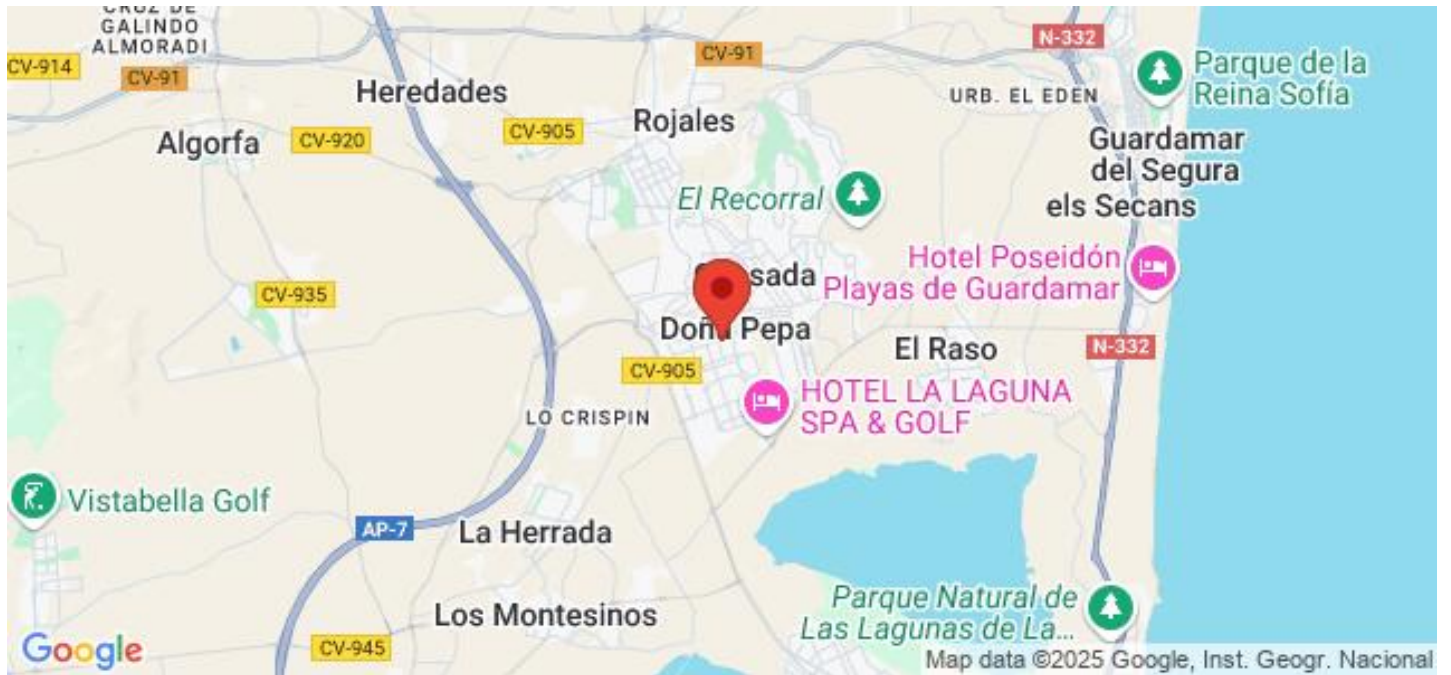 CRUZ DE
GALINDO
ALMORADI
N-332
CV-914
CV-91
CV-91
Parque de la
Reina Sofía
Heredades
URB. EL EDEN
Rojales
CV-905
Algorfa
CV-920
Guardamar
del Segura
El Recorral
els Secans
Hotel Poseidón
Playas de Guardamar
sada
CV-935
Doña Pepa
El Raso
N-332
CV-905
HOTEL LA LAGUNA
SPA & GOLF
LO CRISPIN
Vistabella Golf
AP-7
La Herrada
Parque Natural de
Las Lagunas de La...
Los Montesinos
CV-945
Google
Map data ©2025 Google, Inst. Geogr. Nacional